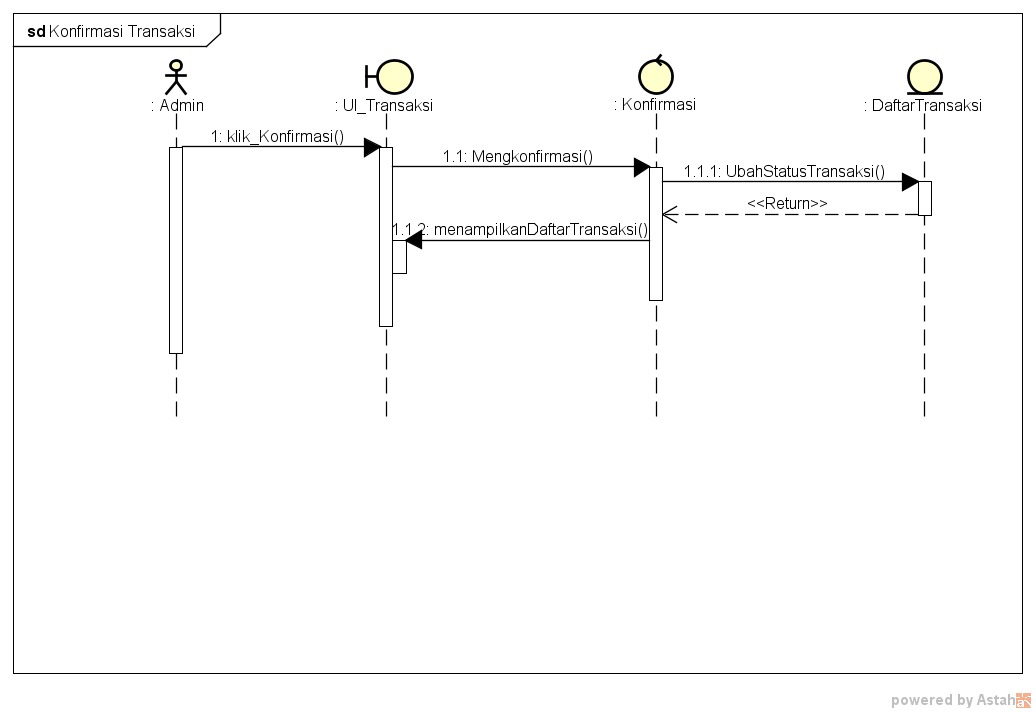 sd Konfirmasi Transaksi
: Admin
: UI_Transaksi
: Konfirmasi
: DaftarTransaksi
1: klik_Konfirmasi()
1.1: Mengkonfirmasi()
1.1.1: UbahStatusTransaksi()
<<Return>>
1.1.2: menampilkanDaftarTransaksi()
powered by Astah